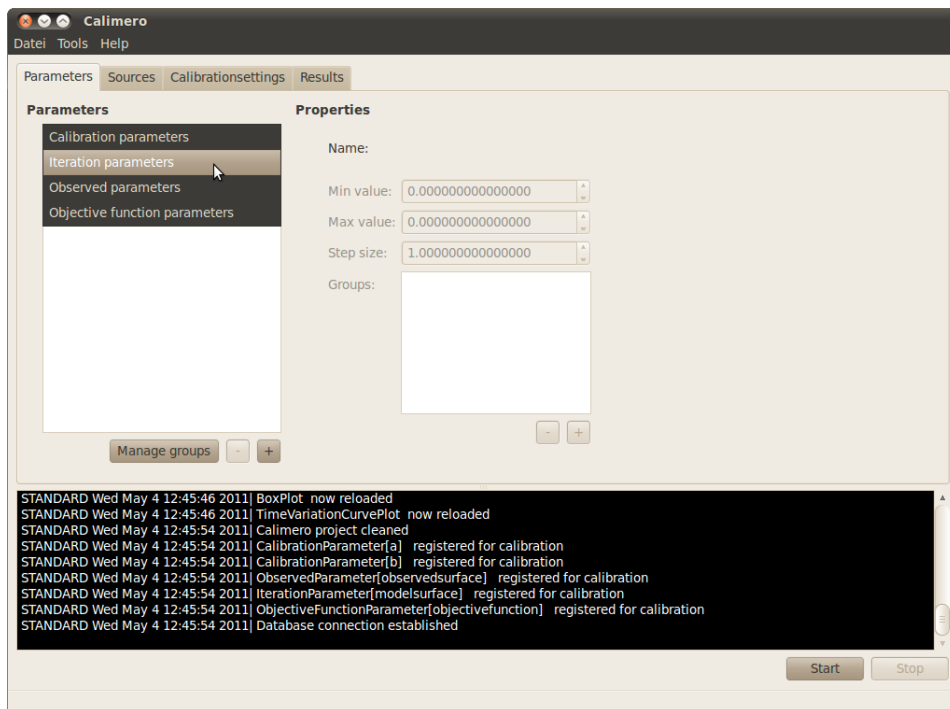 Calimero
Datei Tools Help
Parameters Sources Calibrationsettings Results
Parameters
Calibration parameters
Iteration parameters
Observed parameters
Objective function parameters
Manage groups - +
Properties
Name:
Min value: 0.000000000000000
Max value: 0.000000000000000
Step size: 1.000000000000000
Groups:
- +
STANDARD Wed May 4 12:45:46 2011| BoxPlot now reloaded
STANDARD Wed May 4 12:45:46 2011| TimeVariationCurvePlot now reloaded
STANDARD Wed May 4 12:45:54 2011| Calimero project cleaned
STANDARD Wed May 4 12:45:54 2011| CalibrationParameter[a] registered for calibration
STANDARD Wed May 4 12:45:54 2011| CalibrationParameter[b] registered for calibration
STANDARD Wed May 4 12:45:54 2011| ObservedParameter[observedsurface] registered for calibration
STANDARD Wed May 4 12:45:54 2011| IterationParameter[modelsurface] registered for calibration
STANDARD Wed May 4 12:45:54 2011| ObjectiveFunctionParameter[objectivefunction] registered for calibration
STANDARD Wed May 4 12:45:54 2011| Database connection established
Start Stop